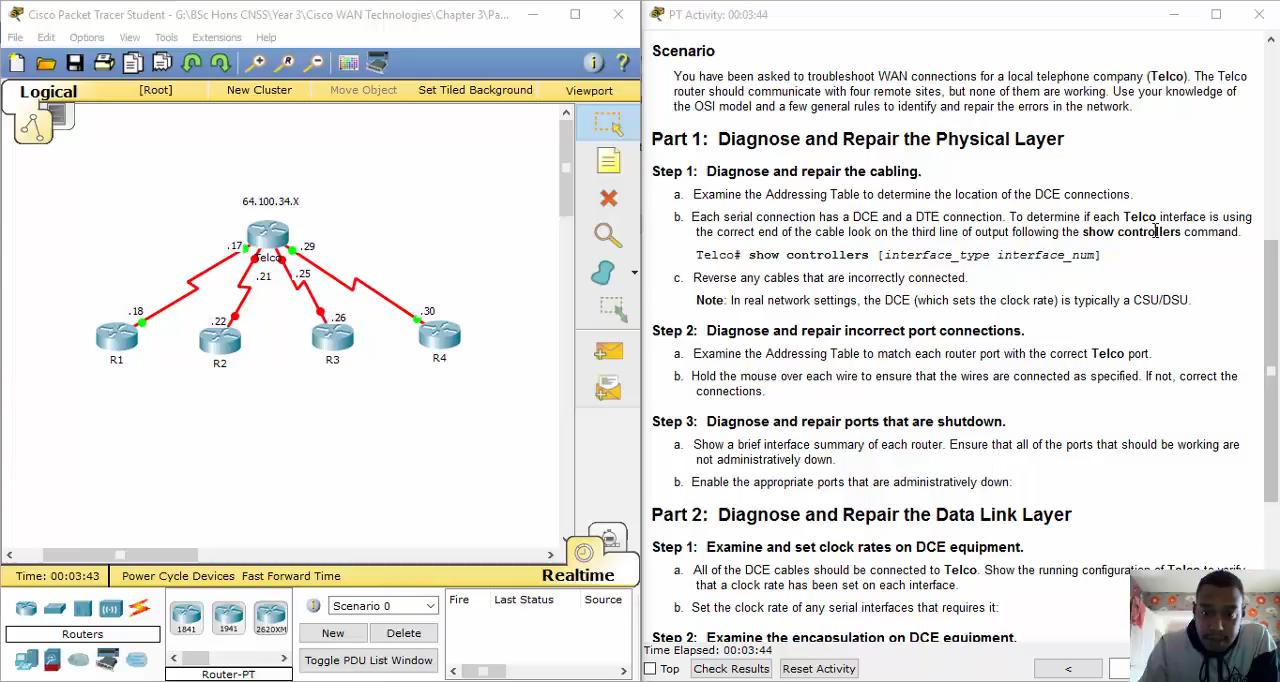 Cisco Packet Tracer Student - G:\BSc Hons CNSS\Year 3\Cisco WAN Technologies\Chapter 3\Pa...
File Edit Options View Tools Extensions Help
Logical [Root] New Cluster Move Object Set Tiled Background Viewport
64.100.34.X
.17 .29
Telco
.21 .25
.18 .22 .26 .30
R1 R2 R3 R4
Time: 00:03:43 Power Cycle Devices Fast Forward Time Realtime
Routers
1841 1941 2620XM
Router-PT
Scenario 0
New Delete
Toggle PDU List Window
Fire Last Status Source
PT Activity: 00:03:44
Scenario
You have been asked to troubleshoot WAN connections for a local telephone company (Telco). The Telco
router should communicate with four remote sites, but none of them are working. Use your knowledge of
the OSI model and a few general rules to identify and repair the errors in the network.
Part 1: Diagnose and Repair the Physical Layer
Step 1: Diagnose and repair the cabling.
a. Examine the Addressing Table to determine the location of the DCE connections.
b. Each serial connection has a DCE and a DTE connection. To determine if each Telco interface is using
the correct end of the cable look on the third line of output following the show controllers command.
Telco# show controllers [interface_type interface_num]
c. Reverse any cables that are incorrectly connected.
Note: In real network settings, the DCE (which sets the clock rate) is typically a CSU/DSU.
Step 2: Diagnose and repair incorrect port connections.
a. Examine the Addressing Table to match each router port with the correct Telco port.
b. Hold the mouse over each wire to ensure that the wires are connected as specified. If not, correct the
connections.
Step 3: Diagnose and repair ports that are shutdown.
a. Show a brief interface summary of each router. Ensure that all of the ports that should be working are
not administratively down.
b. Enable the appropriate ports that are administratively down:
Part 2: Diagnose and Repair the Data Link Layer
Step 1: Examine and set clock rates on DCE equipment.
a. All of the DCE cables should be connected to Telco. Show the running configuration of Telco to verify
that a clock rate has been set on each interface.
b. Set the clock rate of any serial interfaces that requires it:
Step 2: Examine the encapsulation on DCE equipment.
Time Elapsed: 00:03:44
Top Check Results Reset Activity <